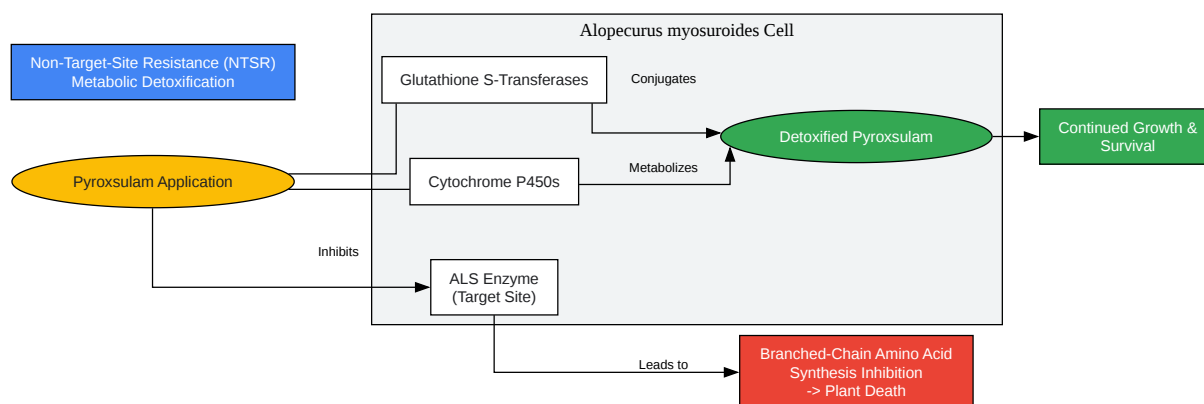 Alopecurus myosuroides Cell
Non-Target-Site Resistance (NTSR)
Metabolic Detoxification
Glutathione S-Transferases
Conjugates
Detoxified Pyroxsulam
Continued Growth &
Survival
Pyroxsulam Application
Cytochrome P450s
Metabolizes
Inhibits
ALS Enzyme
(Target Site)
Leads to
Branched-Chain Amino Acid
Synthesis Inhibition
-> Plant Death